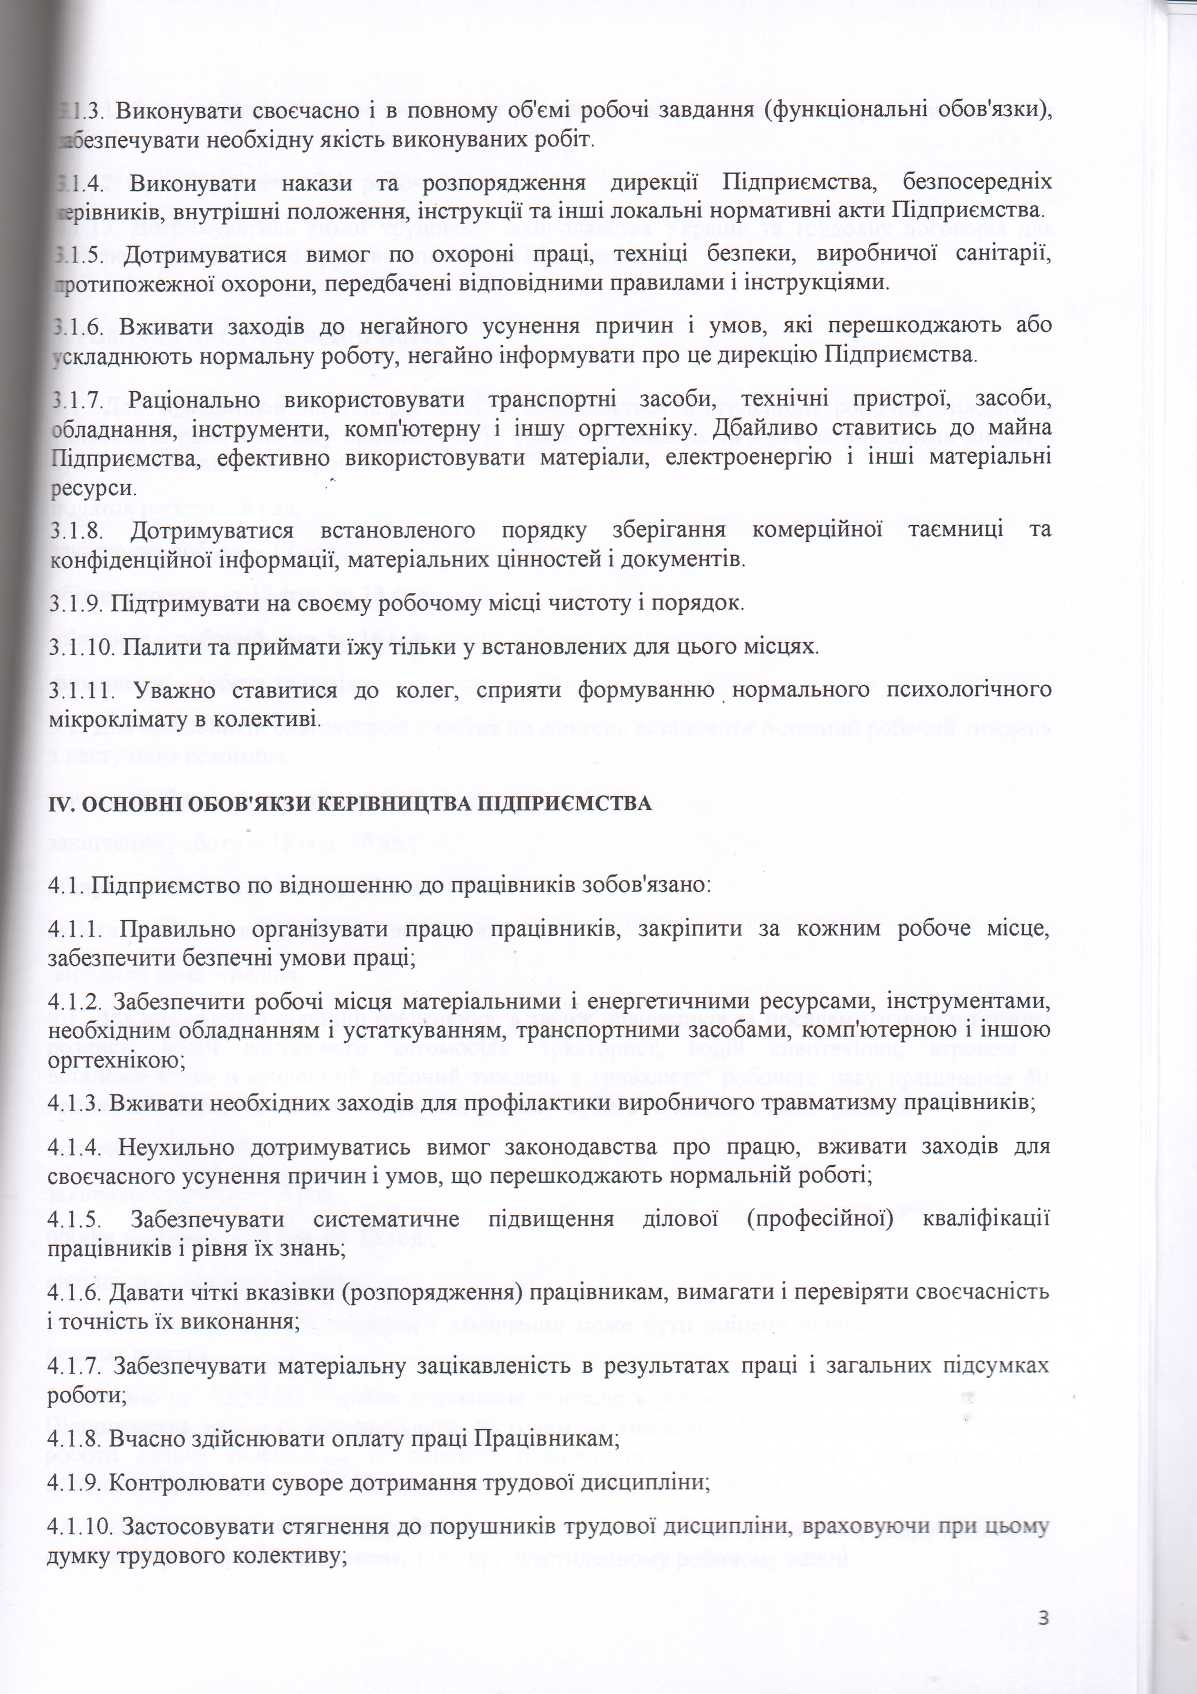 3.1.3. Виконувати своєчасно і в повному об'ємі робочі завдання (функціональні обов'язки),
забезпечувати необхідну якість виконуваних робіт.
3.1.4. Виконувати накази та розпорядження дирекції Підприємства, безпосередніх
керівників, внутрішні положення, інструкції та інші локальні нормативні акти Підприємства.
3.1.5. Дотримуватися вимог по охороні праці, техніці безпеки, виробничої санітарії,
протипожежної охорони, передбачені відповідними правилами і інструкціями.
3.1.6. Вживати заходів до негайного усунення причин і умов, які перешкоджають або
ускладнюють нормальну роботу, негайно інформувати про це дирекцію Підприємства.
3.1.7. Раціонально використовувати транспортні засоби, технічні пристрої, засоби,
обладнання, інструменти, комп'ютерну і іншу оргтехніку. Дбайливо ставитись до майна
Підприємства, ефективно використовувати матеріали, електроенергію і інші матеріальні
ресурси.
3.1.8. Дотримуватися встановленого порядку зберігання комерційної таємниці та
конфіденційної інформації, матеріальних цінностей і документів.
3.1.9. Підтримувати на своєму робочому місці чистоту і порядок.
3.1.10. Палити та приймати їжу тільки у встановлених для цього місцях.
3.1.11. Уважно ставитися до колег, сприяти формуванню нормального психологічного
мікроклімату в колективі.
IV. ОСНОВНІ ОБОВ'ЯКЗИ КЕРІВНИЦТВА ПІДПРИЄМСТВА
4.1. Підприємство по відношенню до працівників зобов'язано:
4.1.1. Правильно організувати працю працівників, закріпити за кожним робоче місце,
забезпечити безпечні умови праці;
4.1.2. Забезпечити робочі місця матеріальними і енергетичними ресурсами, інструментами,
необхідним обладнанням і устаткуванням, транспортними засобами, комп'ютерною і іншою
оргтехнікою;
4.1.3. Вживати необхідних заходів для профілактики виробничого травматизму працівників;
4.1.4. Неухильно дотримуватись вимог законодавства про працю, вживати заходів для
своєчасного усунення причин і умов, що перешкоджають нормальній роботі;
4.1.5. Забезпечувати систематичне підвищення ділової (професійної) кваліфікації
працівників і рівня їх знань;
4.1.6. Давати чіткі вказівки (розпорядження) працівникам, вимагати і перевіряти своєчасність
і точність їх виконання;
4.1.7. Забезпечувати матеріальну зацікавленість в результатах праці і загальних підсумках
роботи;
4.1.8. Вчасно здійснювати оплату праці Працівникам;
4.1.9. Контролювати суворе дотримання трудової дисципліни;
4.1.10. Застосовувати стягнення до порушників трудової дисципліни, враховуючи при цьому
думку трудового колективу;
3